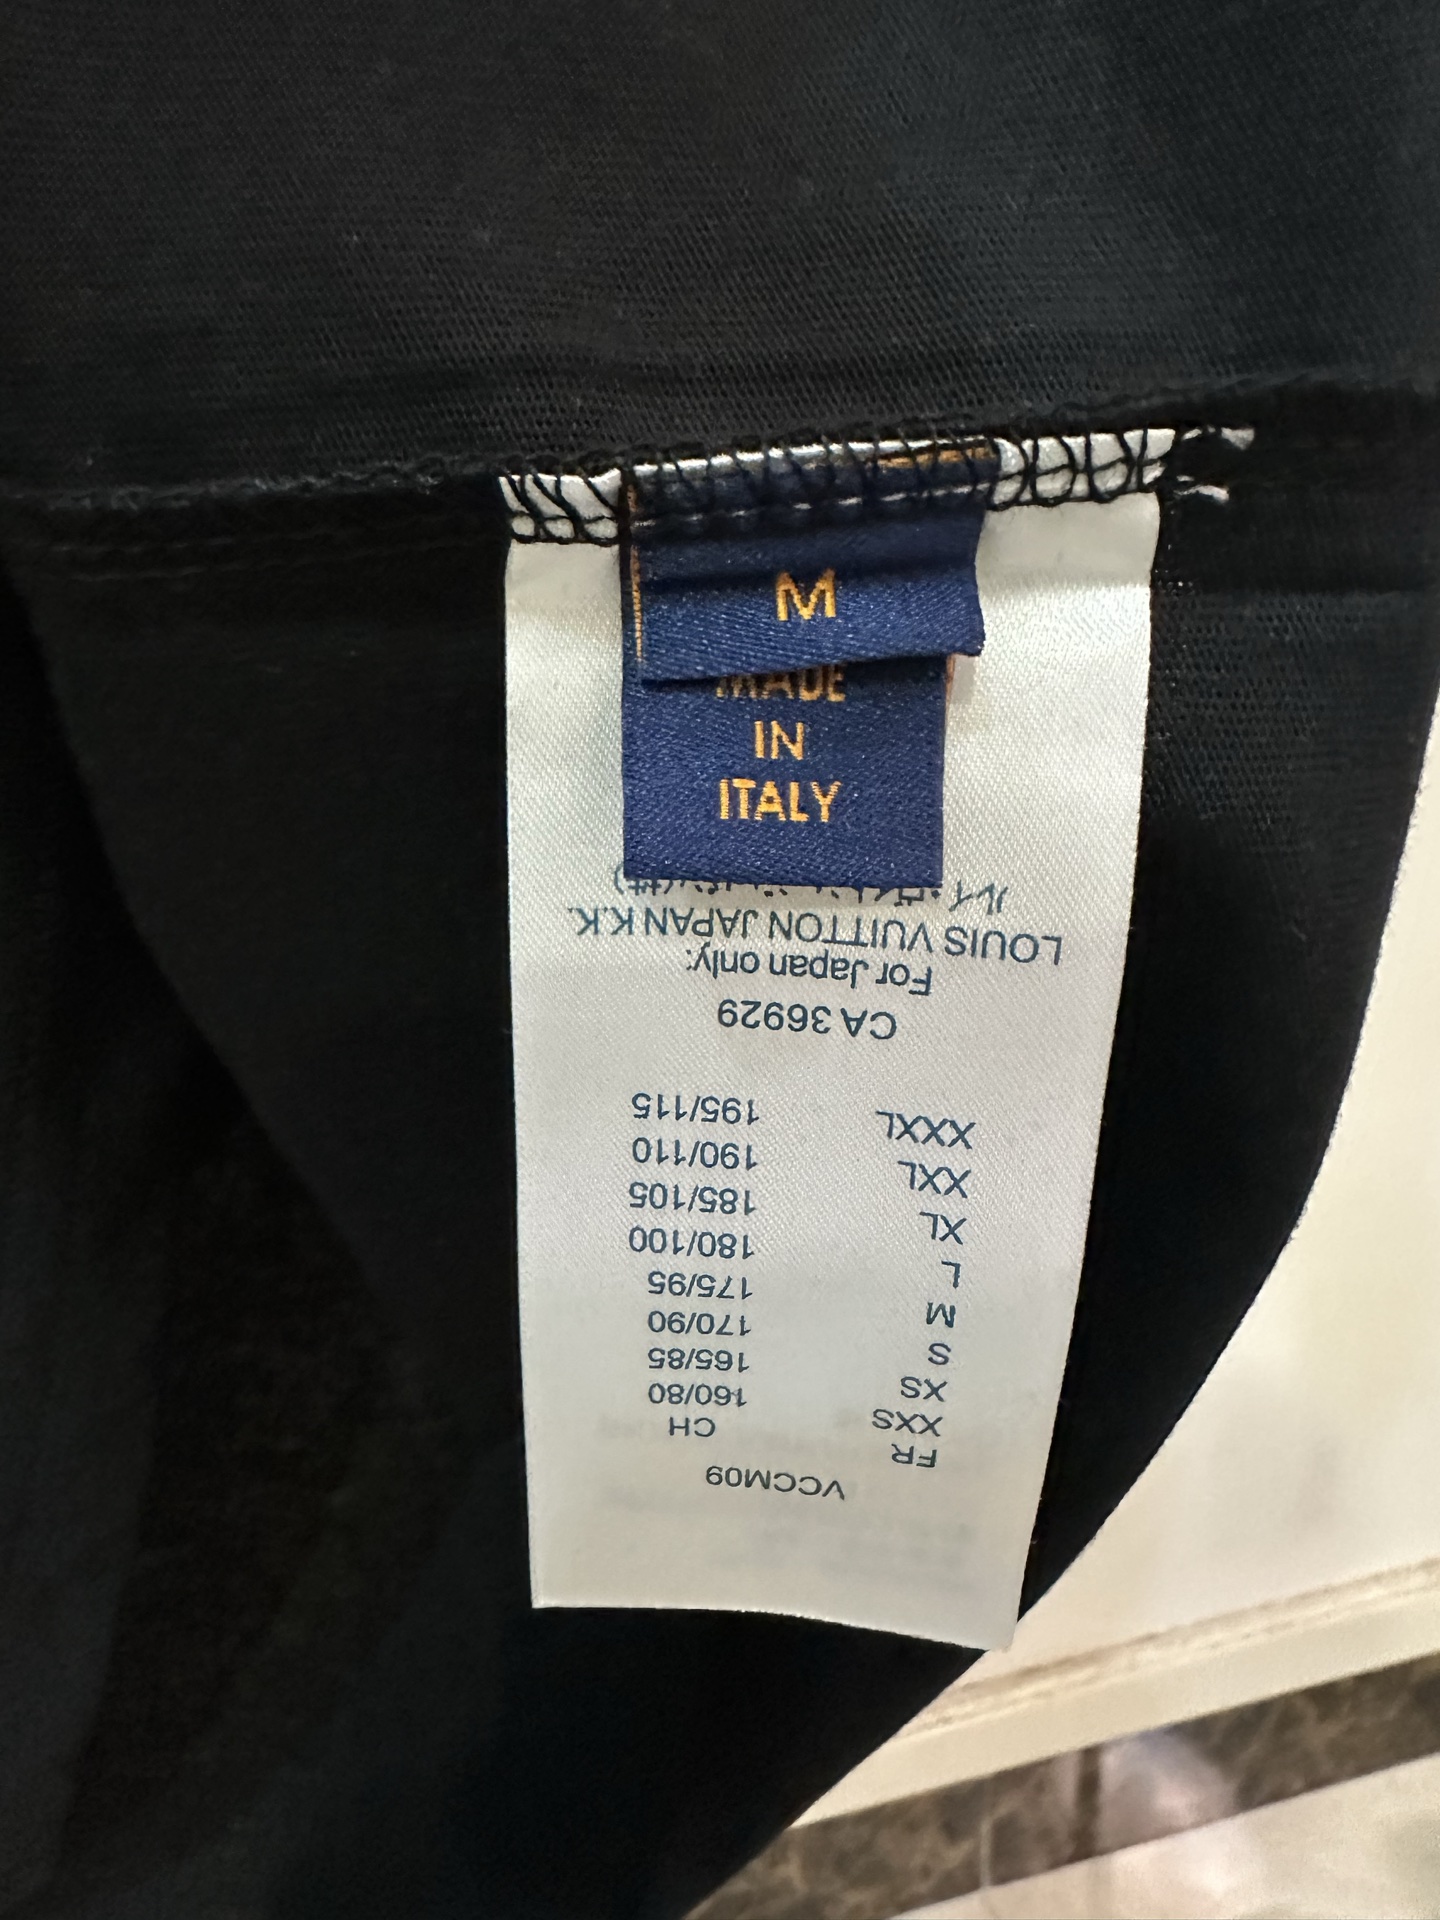 M
MADE
IN
ITALY
VCCM09
FR CH
XXS 160/80
XS 165/85
S 170/90
M 175/95
L 180/100
XL 185/105
XXL 190/110
XXXL 195/115
CA 36929
For Japan only:
LOUIS VUITTON JAPAN K.K.